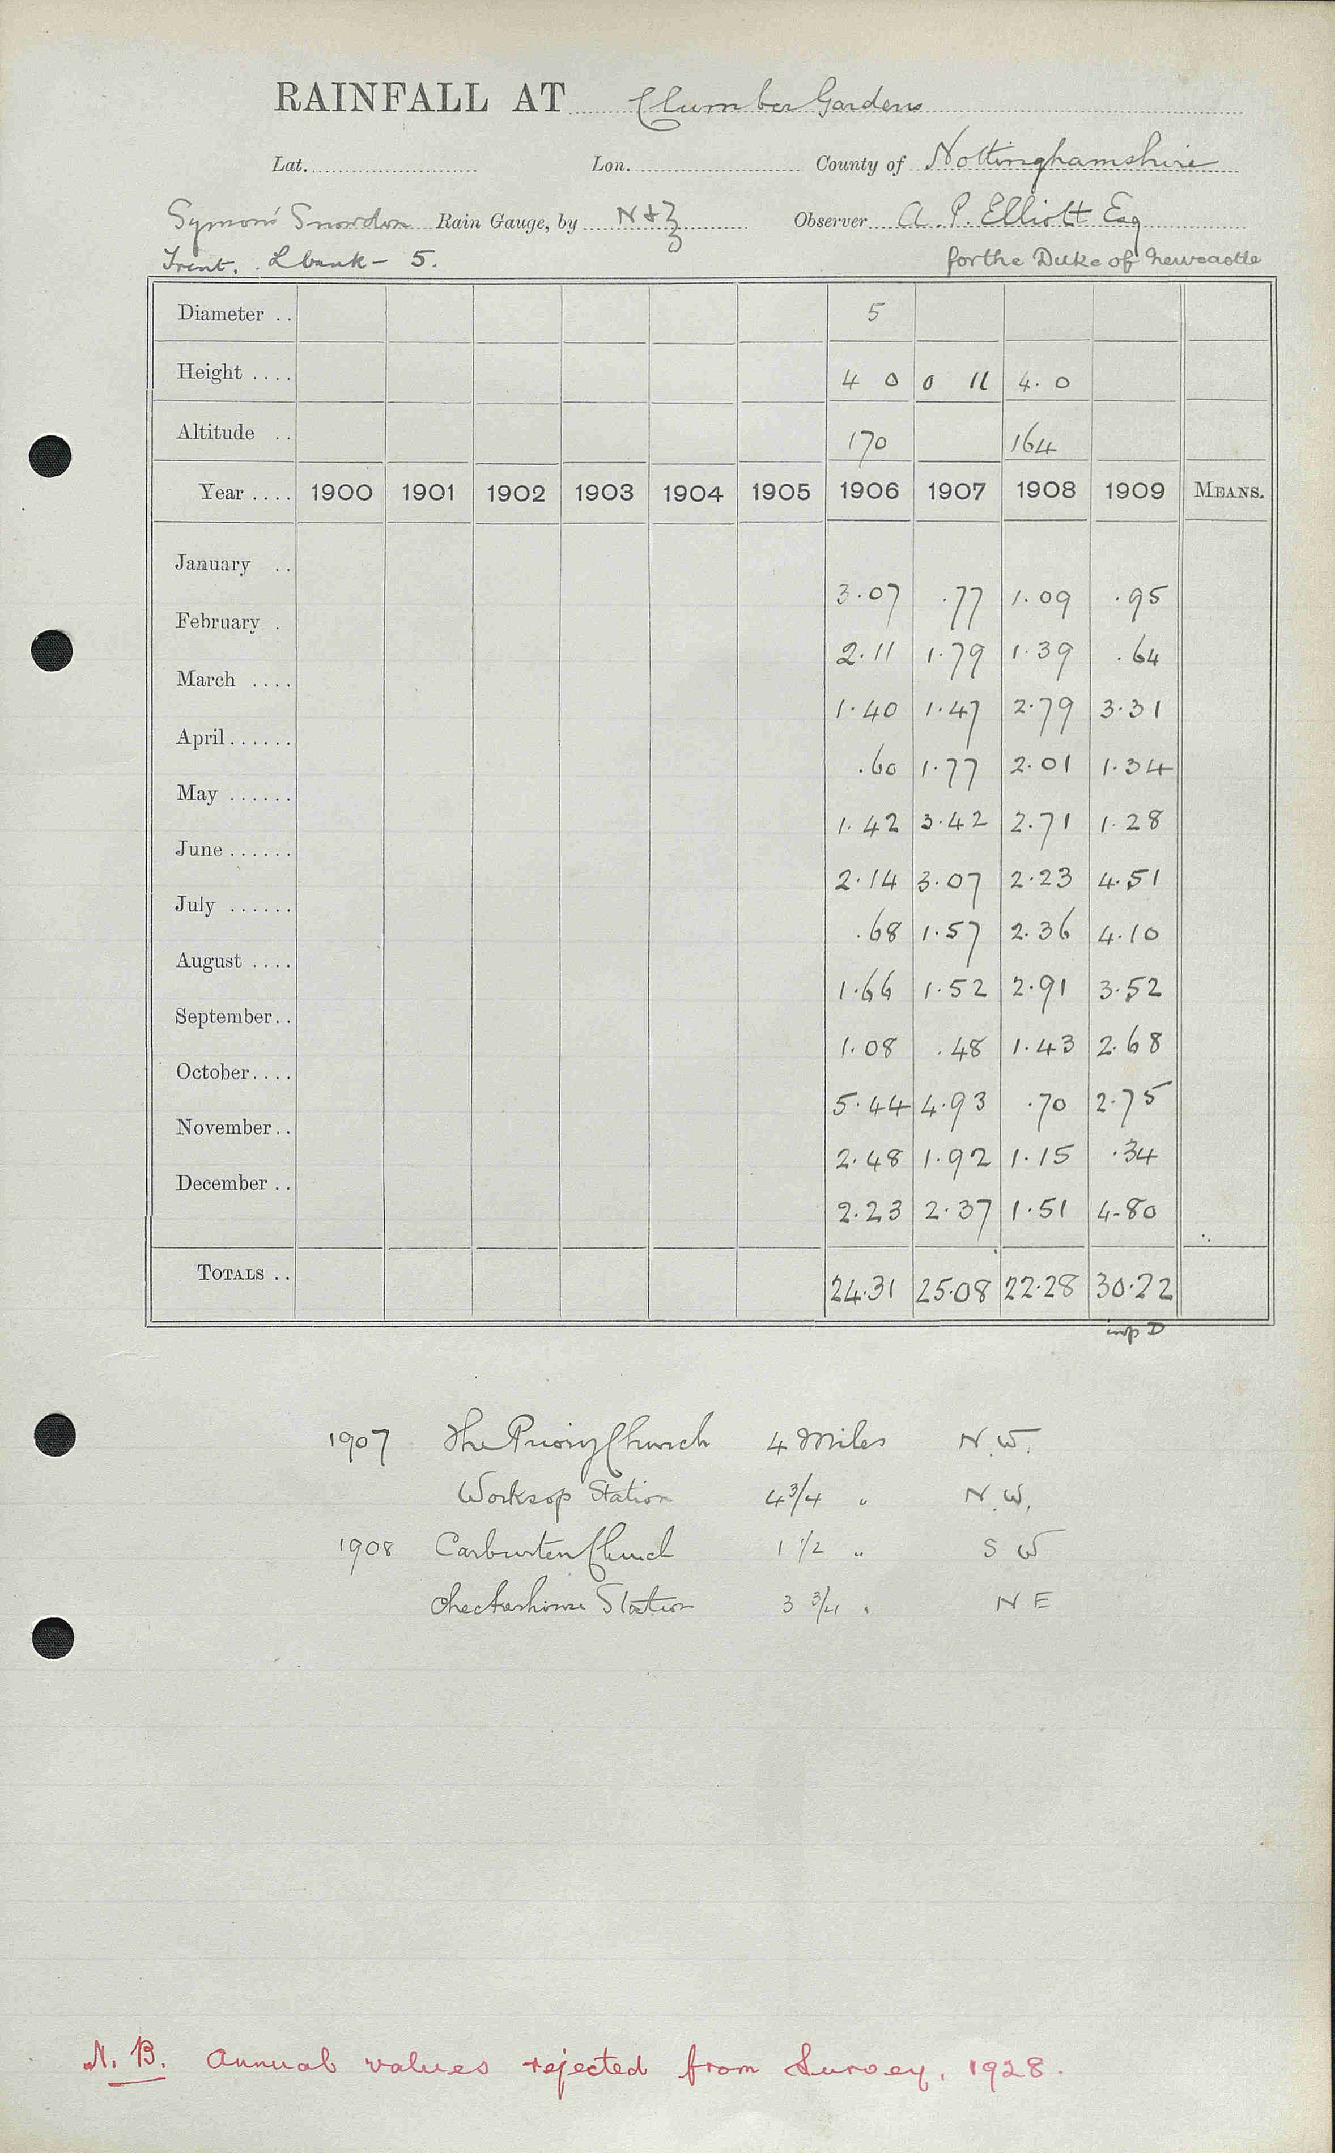 RAINFALL AT Clumber Gardens
Lat. Lon. County of Nottinghamshire
Symons Snowdon Rain Gauge, by N & Z Observer A. P. Elliott Esq
Trent. L bank - 5. for the Duke of Newcastle
Diameter .. 5
Height .... 4 0 0 11 4. 0
Altitude .. 170 164
Year .... 1900 1901 1902 1903 1904 1905 1906 1907 1908 1909 MEANS.
January .. 3.07 .77 1.09 .95
February . 2.11 1.79 1.39 .64
March .... 1.40 1.47 2.79 3.31
April...... .60 1.77 2.01 1.34
May ...... 1.42 3.42 2.71 1.28
June ...... 2.14 3.07 2.23 4.51
July ...... .68 1.57 2.36 4.10
August .... 1.66 1.52 2.91 3.52
September.. 1.08 .48 1.43 2.68
October.... 5.44 4.93 .70 2.75
November.. 2.48 1.92 1.15 .34
December .. 2.23 2.37 1.51 4.80
TOTALS .. 24.31 25.08 22.28 30.22
D
1907 The Priory Church 4 Miles N.W.
Worksop Station 4 3/4 " N.W.
1908 Carburton Church 1 1/2 " S W
Checkerhouse Station 3 3/4 " N E
N.B. Annual values rejected from Survey, 1928.